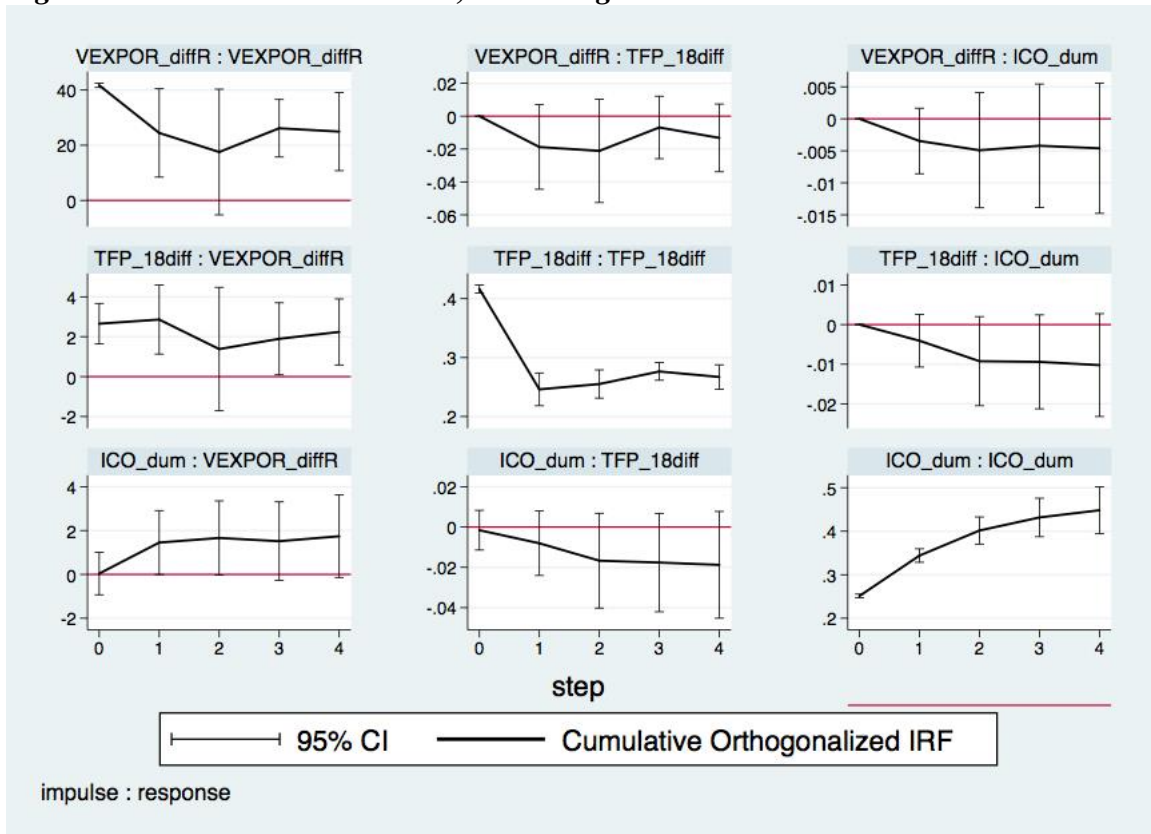 VEXPOR_diffR : VEXPOR_diffR
VEXPOR_diffR : TFP_18diff
VEXPOR_diffR : ICO_dum
40
20
0
.02
0
-.02
-.04
-.06
.005
0
-.005
-.01
-.015
TFP_18diff : VEXPOR_diffR
TFP_18diff : TFP_18diff
TFP_18diff : ICO_dum
4
2
0
-2
.4
.3
.2
.01
0
-.01
-.02
ICO_dum : VEXPOR_diffR
ICO_dum : TFP_18diff
ICO_dum : ICO_dum
4
2
0
-2
.02
0
-.02
-.04
.5
.4
.3
.2
0 1 2 3 4
0 1 2 3 4
0 1 2 3 4
step
95% CI
Cumulative Orthogonalized IRF
impulse : response